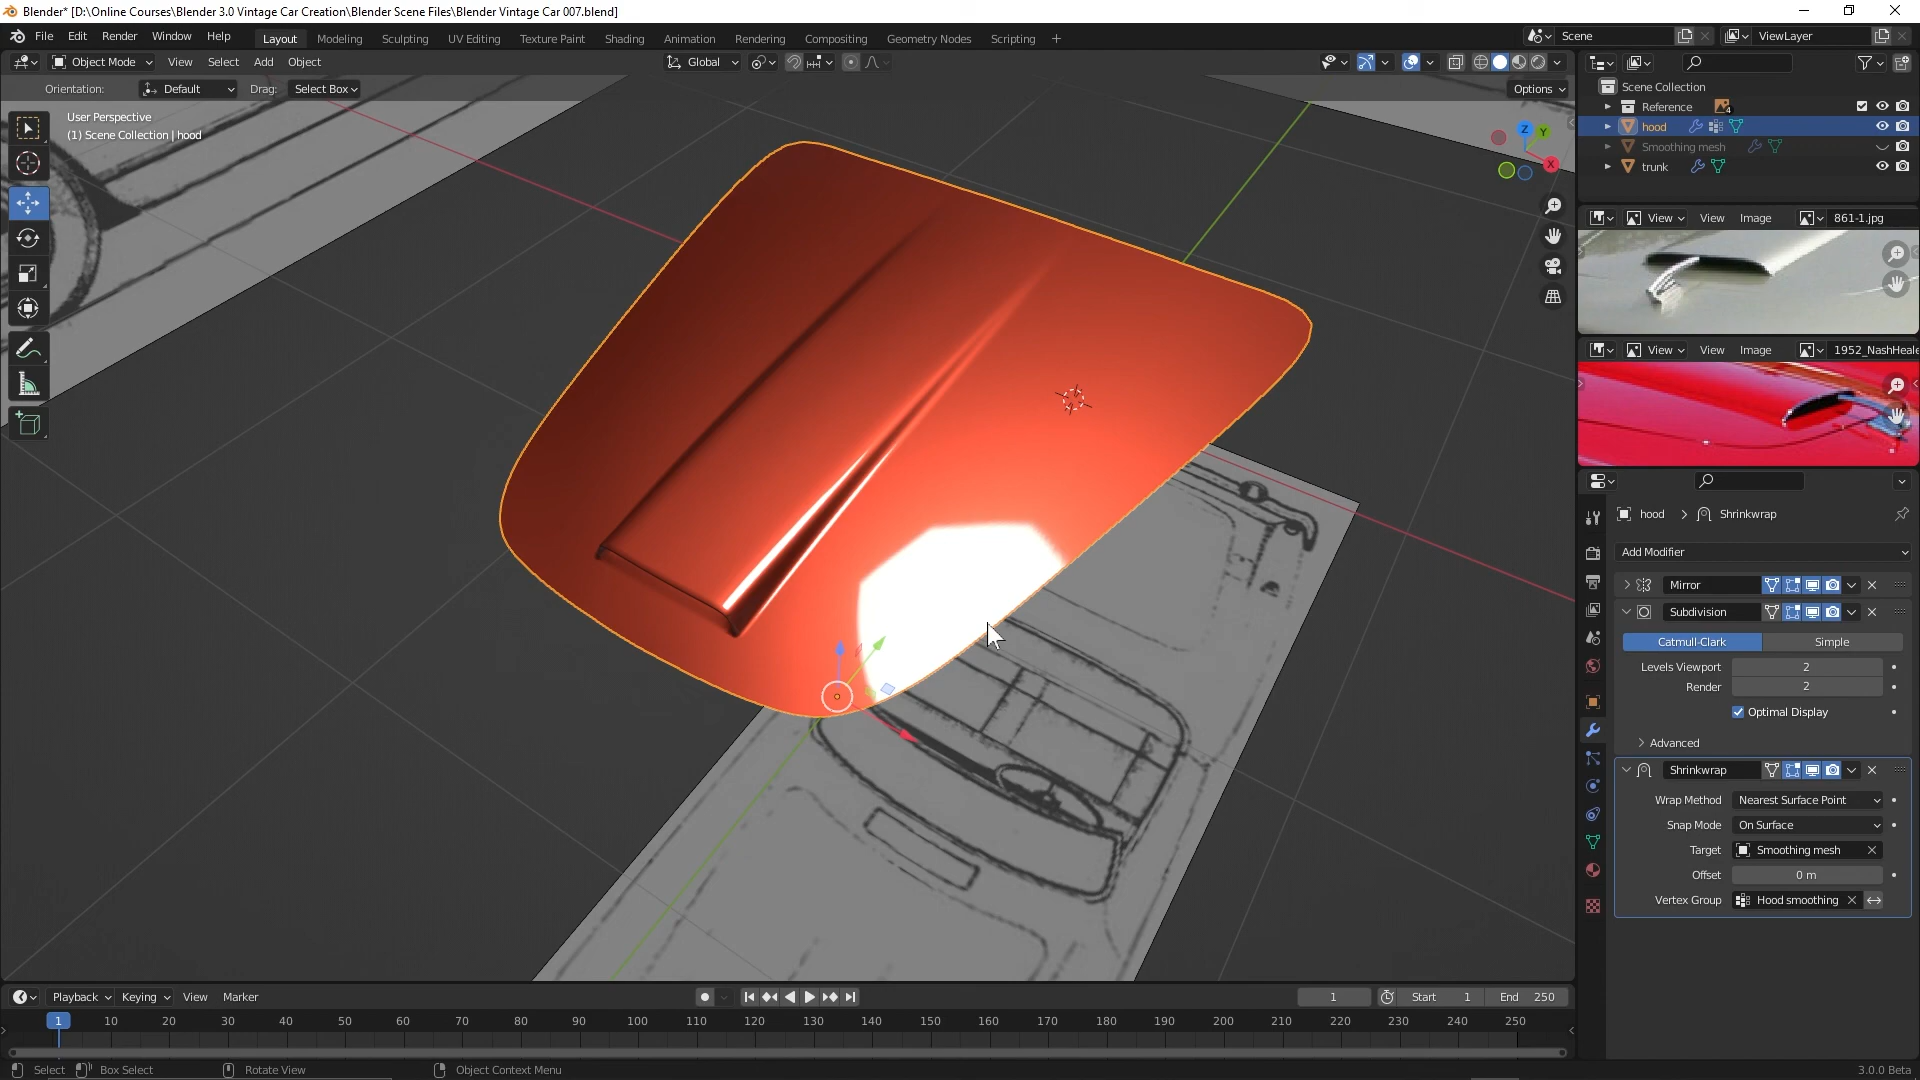 Blender* [D:\Online Courses\Blender 3.0 Vintage Car Creation\Blender Scene Files\Blender Vintage Car 007.blend]
File Edit Render Window Help
Layout Modeling Sculpting UV Editing Texture Paint Shading Animation Rendering Compositing Geometry Nodes Scripting +
Scene
ViewLayer
Object Mode View Select Add Object
Global
Orientation: Default Drag: Select Box
Options
User Perspective
(1) Scene Collection | hood
Z
Y
X
Scene Collection
Reference 4
hood
Smoothing mesh
trunk
View View Image 861-1.jpg
View View Image 1952_NashHeale
hood > Shrinkwrap
Add Modifier
Mirror
Subdivision
Catmull-Clark Simple
Levels Viewport 2
Render 2
Optimal Display
Advanced
Shrinkwrap
Wrap Method Nearest Surface Point
Snap Mode On Surface
Target Smoothing mesh
Offset 0 m
Vertex Group Hood smoothing
Playback Keying View Marker
1 Start 1 End 250
1 10 20 30 40 50 60 70 80 90 100 110 120 130 140 150 160 170 180 190 200 210 220 230 240 250
Select Box Select Rotate View Object Context Menu
3.0.0 Beta